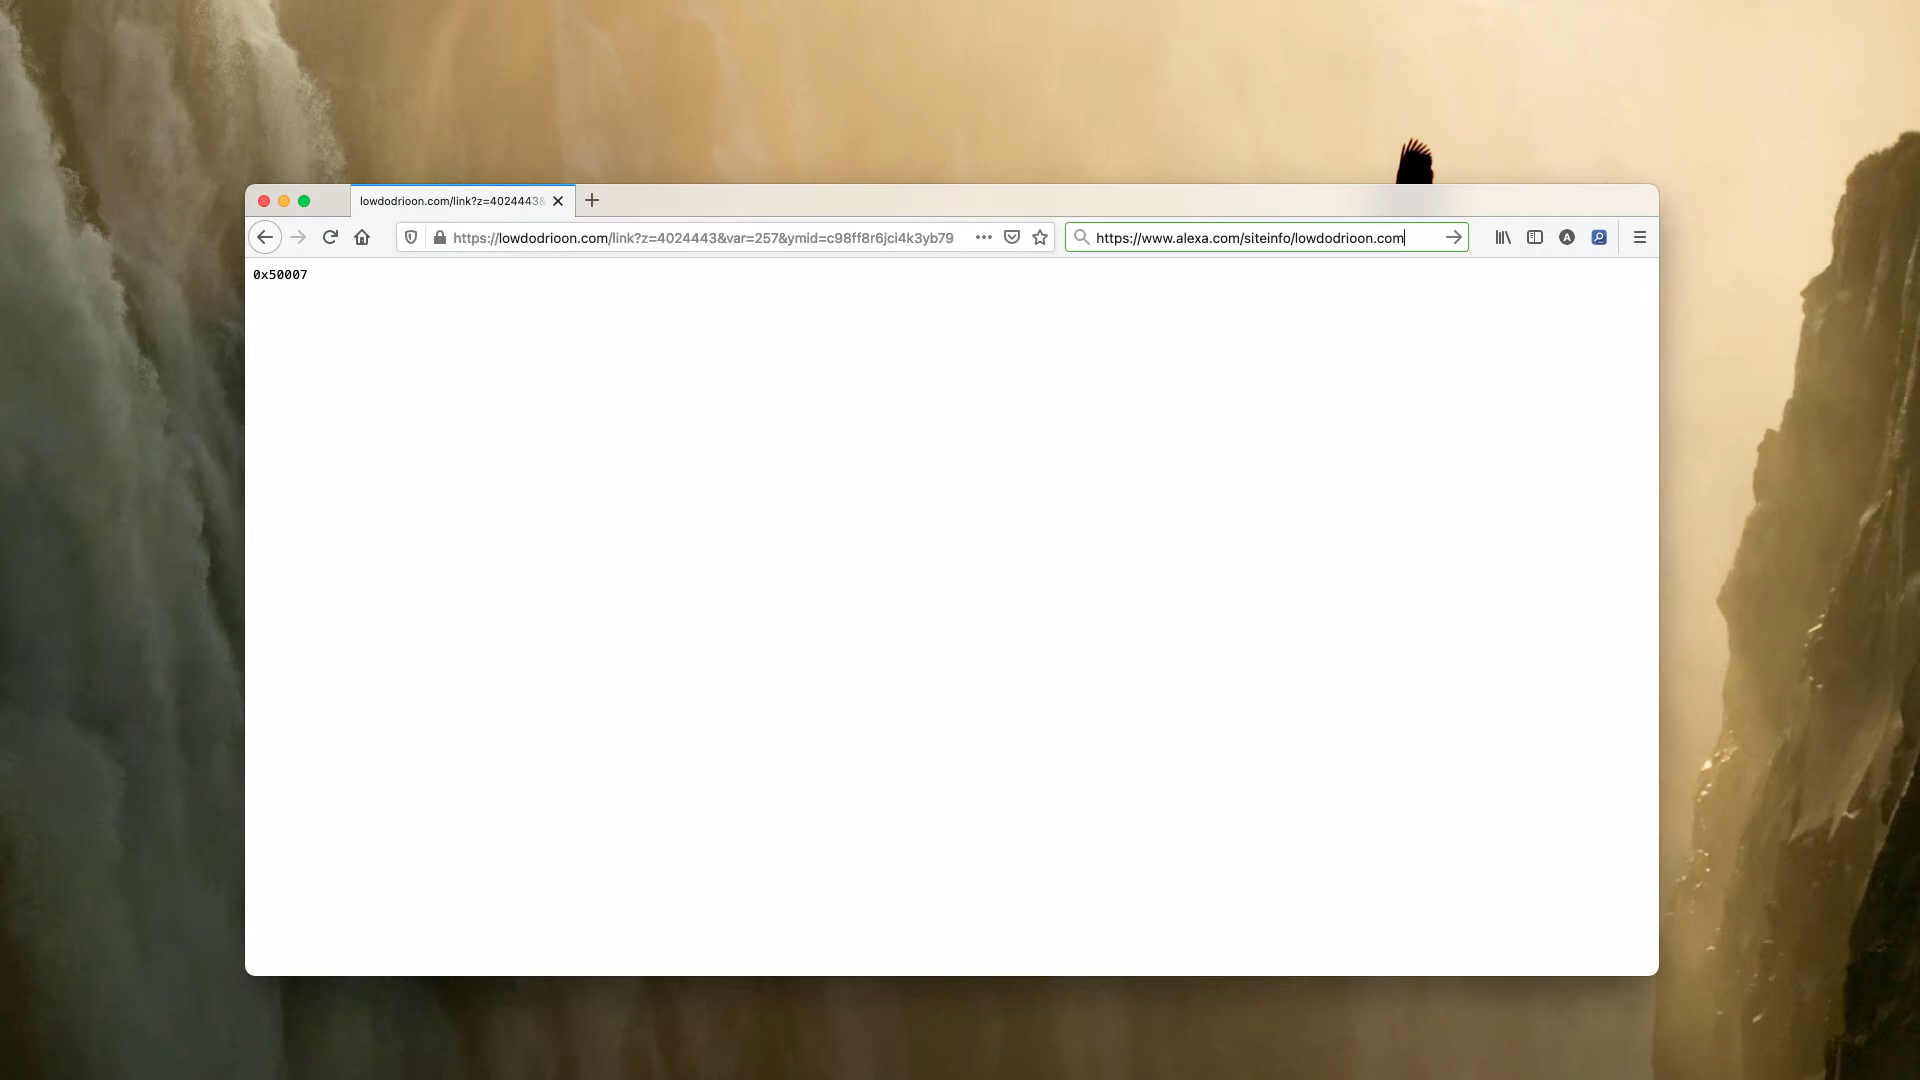 lowdodrioon.com/link?z=4024443&
https://lowdodrioon.com/link?z=4024443&var=257&ymid=c98ff8r6jci4k3yb79
https://www.alexa.com/siteinfo/lowdodrioon.com
A
0x50007